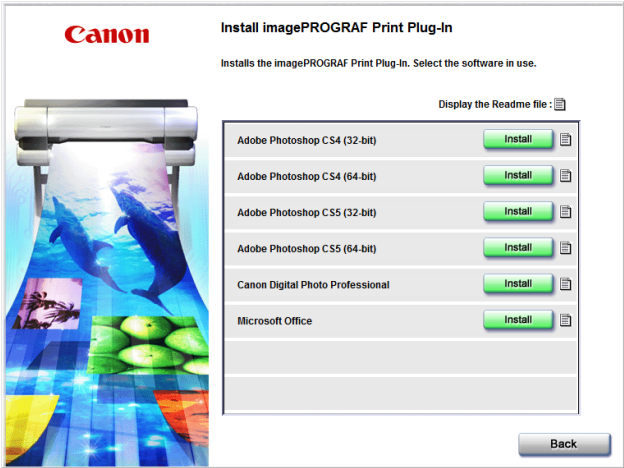 Canon
Install imagePROGRAF Print Plug-In
Installs the imagePROGRAF Print Plug-In. Select the software in use.
Display the Readme file :
Adobe Photoshop CS4 (32-bit) Install
Adobe Photoshop CS4 (64-bit) Install
Adobe Photoshop CS5 (32-bit) Install
Adobe Photoshop CS5 (64-bit) Install
Canon Digital Photo Professional Install
Microsoft Office Install
Back